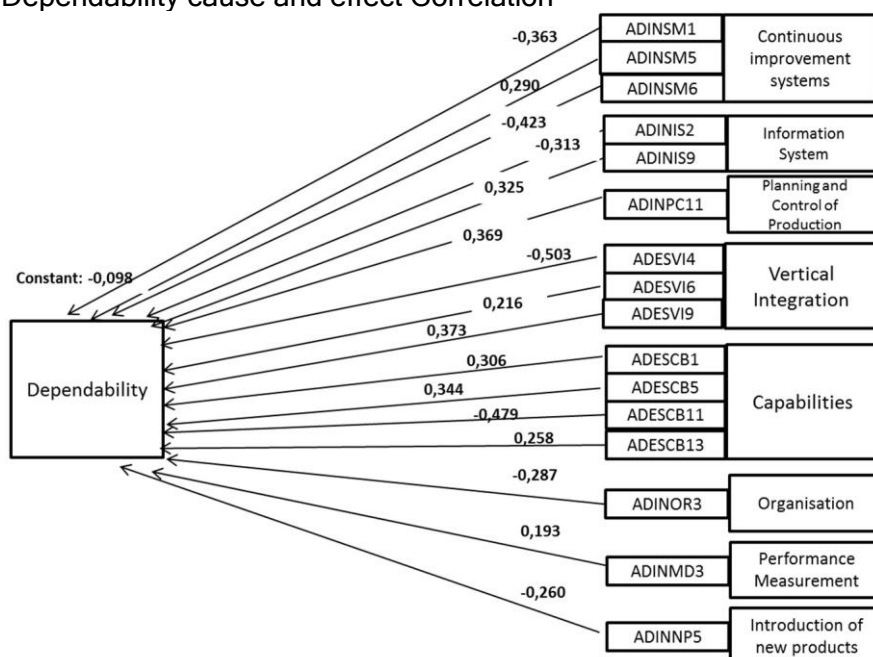 Dependability cause and effect Correlation
-0,363
ADINSM1
Continuous
improvement
systems
0,290
ADINSM5
-0,423
ADINSM6
-0,313
ADINIS2
Information
System
0,325
ADINIS9
0,369
ADINPC11
Planning and
Control of
Production
Constant: -0,098
-0,503
ADESVI4
Vertical
Integration
0,216
ADESVI6
0,373
ADESVI9
Dependability
0,306
ADESCB1
Capabilities
0,344
ADESCB5
-0,479
ADESCB11
0,258
ADESCB13
-0,287
ADINOR3
Organisation
0,193
ADINMD3
Performance
Measurement
-0,260
ADINNP5
Introduction of
new products